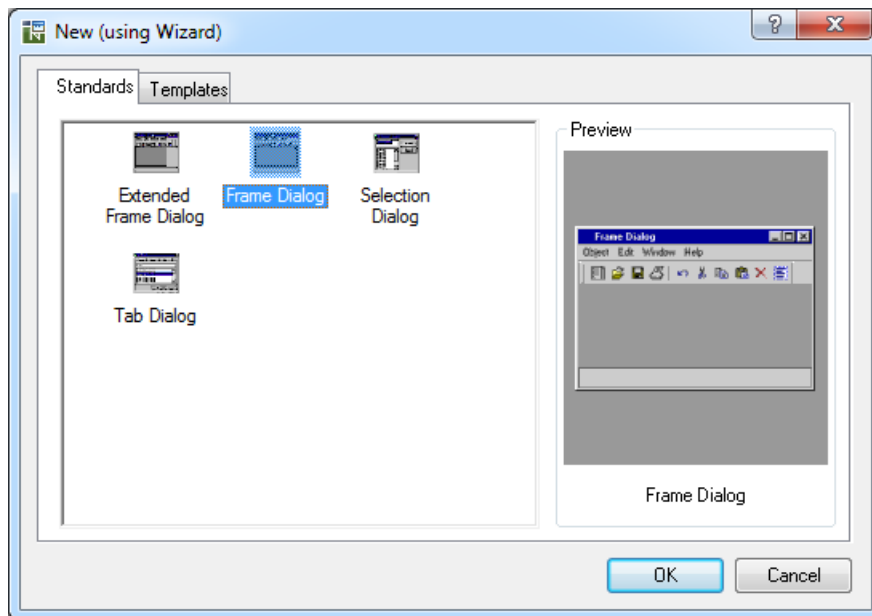 New (using Wizard)
Standards
Templates
Extended
Frame Dialog
Frame Dialog
Selection
Dialog
Tab Dialog
Preview
Frame Dialog
Object Edit Window Help
Frame Dialog
OK
Cancel